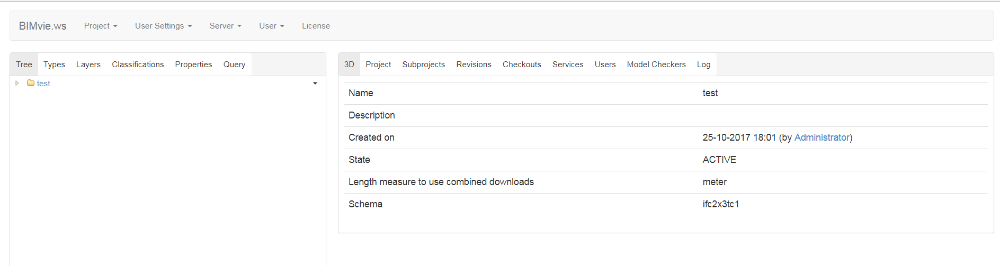 BIMvie.ws Project User Settings Server User License
Tree Types Layers Classifications Properties Query
test
3D Project Subprojects Revisions Checkouts Services Users Model Checkers Log
Name test
Description
Created on 25-10-2017 18:01 (by Administrator)
State ACTIVE
Length measure to use combined downloads meter
Schema ifc2x3tc1